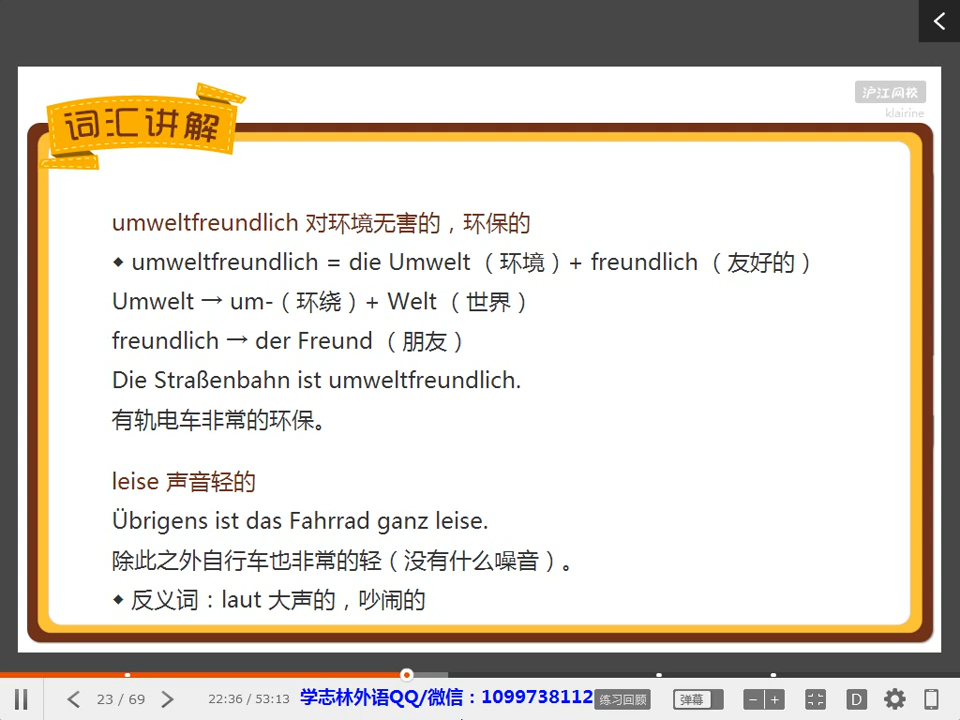 沪江网校
klairine
词汇讲解
umweltfreundlich 对环境无害的，环保的
◆ umweltfreundlich = die Umwelt （环境）+ freundlich （友好的）
Umwelt → um-（环绕）+ Welt （世界）
freundlich → der Freund （朋友）
Die Straßenbahn ist umweltfreundlich.
有轨电车非常的环保。
leise 声音轻的
Übrigens ist das Fahrrad ganz leise.
除此之外自行车也非常的轻（没有什么噪音）。
◆ 反义词：laut 大声的，吵闹的
23 / 69 22:36 / 53:13 学志林外语QQ/微信：1099738112 练习回顾 弹幕 D